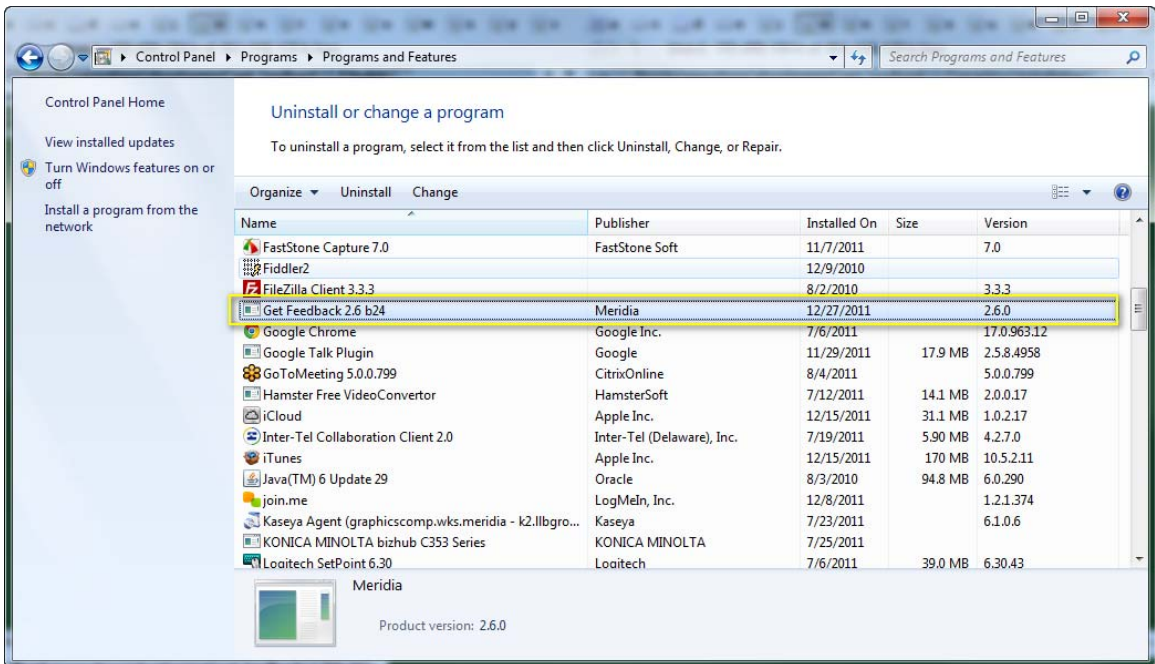 Control Panel ▸ Programs ▸ Programs and Features
Search Programs and Features
Control Panel Home
View installed updates
Turn Windows features on or
off
Install a program from the
network
Uninstall or change a program
To uninstall a program, select it from the list and then click Uninstall, Change, or Repair.
Organize Uninstall Change
Name Publisher Installed On Size Version
FastStone Capture 7.0 FastStone Soft 11/7/2011 7.0
Fiddler2 12/9/2010
FileZilla Client 3.3.3 8/2/2010 3.3.3
Get Feedback 2.6 b24 Meridia 12/27/2011 2.6.0
Google Chrome Google Inc. 7/6/2011 17.0.963.12
Google Talk Plugin Google 11/29/2011 17.9 MB 2.5.8.4958
GoToMeeting 5.0.0.799 CitrixOnline 8/4/2011 5.0.0.799
Hamster Free VideoConvertor HamsterSoft 7/12/2011 14.1 MB 2.0.0.17
iCloud Apple Inc. 12/15/2011 31.1 MB 1.0.2.17
Inter-Tel Collaboration Client 2.0 Inter-Tel (Delaware), Inc. 7/19/2011 5.90 MB 4.2.7.0
iTunes Apple Inc. 12/15/2011 170 MB 10.5.2.11
Java(TM) 6 Update 29 Oracle 8/3/2010 94.8 MB 6.0.290
join.me LogMeIn, Inc. 12/8/2011 1.2.1.374
Kaseya Agent (graphicscomp.wks.meridia - k2.llbgro... Kaseya 7/23/2011 6.1.0.6
KONICA MINOLTA bizhub C353 Series KONICA MINOLTA 7/25/2011
Logitech SetPoint 6.30 Logitech 7/6/2011 39.0 MB 6.30.43
Meridia
Product version: 2.6.0